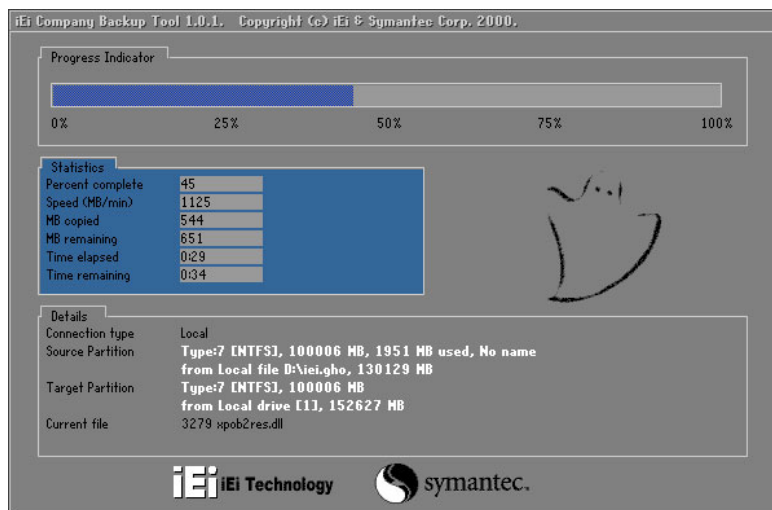 iEi Company Backup Tool 1.0.1. Copyright (c) iEi & Symantec Corp. 2000.
Progress Indicator
0% 25% 50% 75% 100%
Statistics
Percent complete 45
Speed (MB/min) 1125
MB copied 544
MB remaining 651
Time elapsed 0:29
Time remaining 0:34
Details
Connection type Local
Source Partition Type:7 [NTFS], 100006 MB, 1951 MB used, No name
from Local file D:\iei.gho, 130129 MB
Target Partition Type:7 [NTFS], 100006 MB
from Local drive [1], 152627 MB
Current file 3279 xpob2res.dll
iEi iEi Technology symantec.